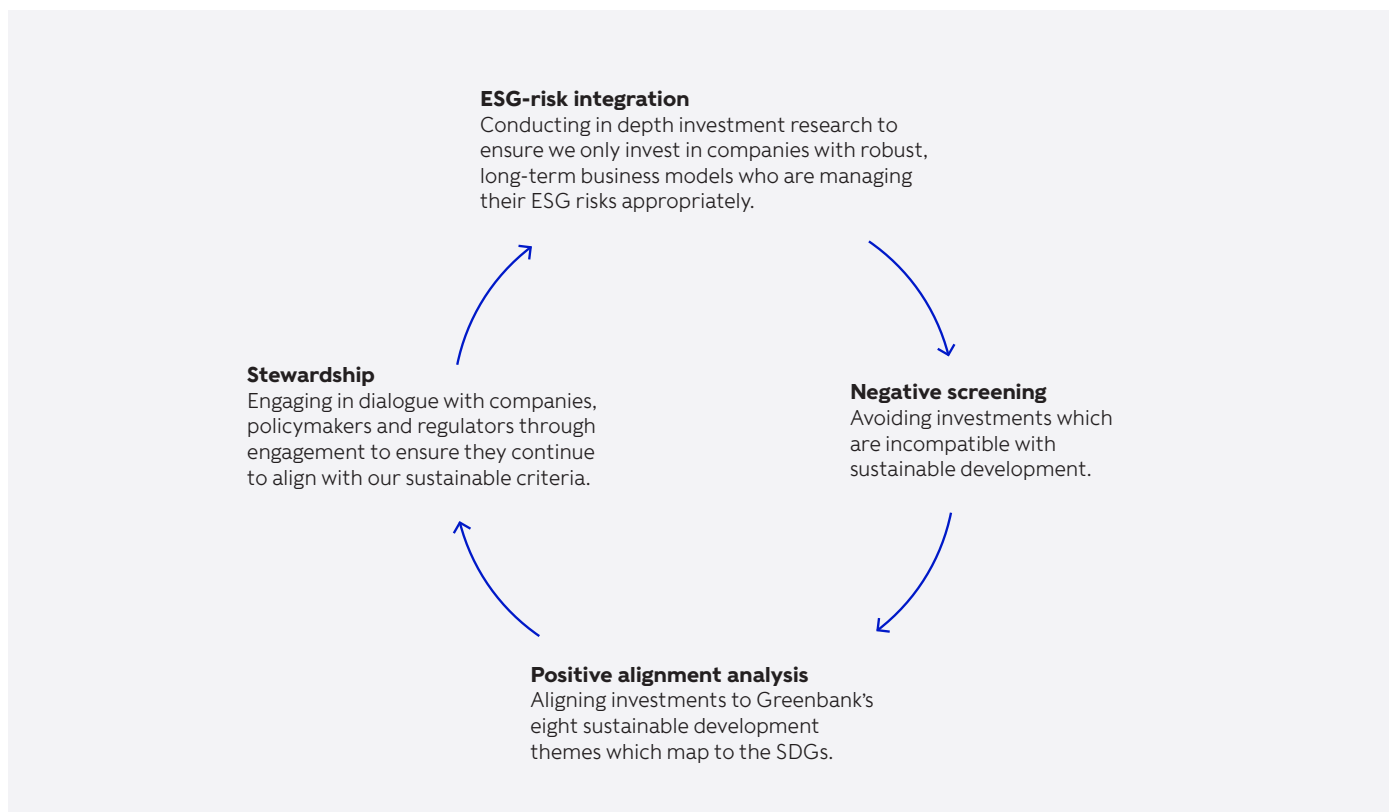 ESG-risk integration
Conducting in depth investment research to
ensure we only invest in companies with robust,
long-term business models who are managing
their ESG risks appropriately.
Negative screening
Avoiding investments which
are incompatible with
sustainable development.
Positive alignment analysis
Aligning investments to Greenbank’s
eight sustainable development
themes which map to the SDGs.
Stewardship
Engaging in dialogue with companies,
policymakers and regulators through
engagement to ensure they continue
to align with our sustainable criteria.